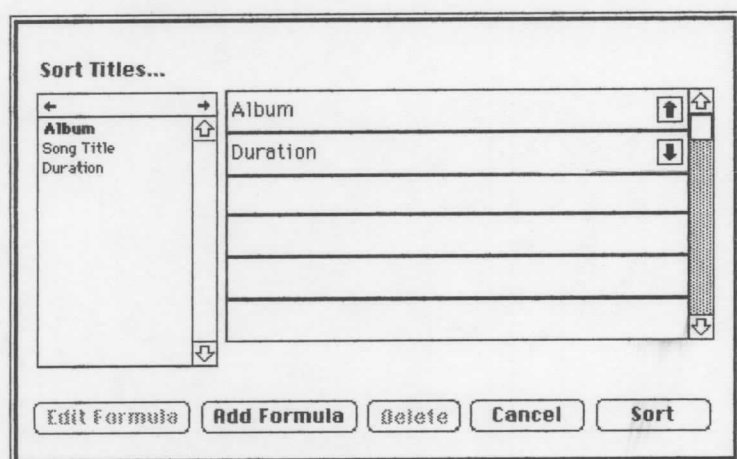 Sort Titles...
Album
Song Title
Duration
Album
Duration
Edit Formula
Add Formula
Delete
Cancel
Sort